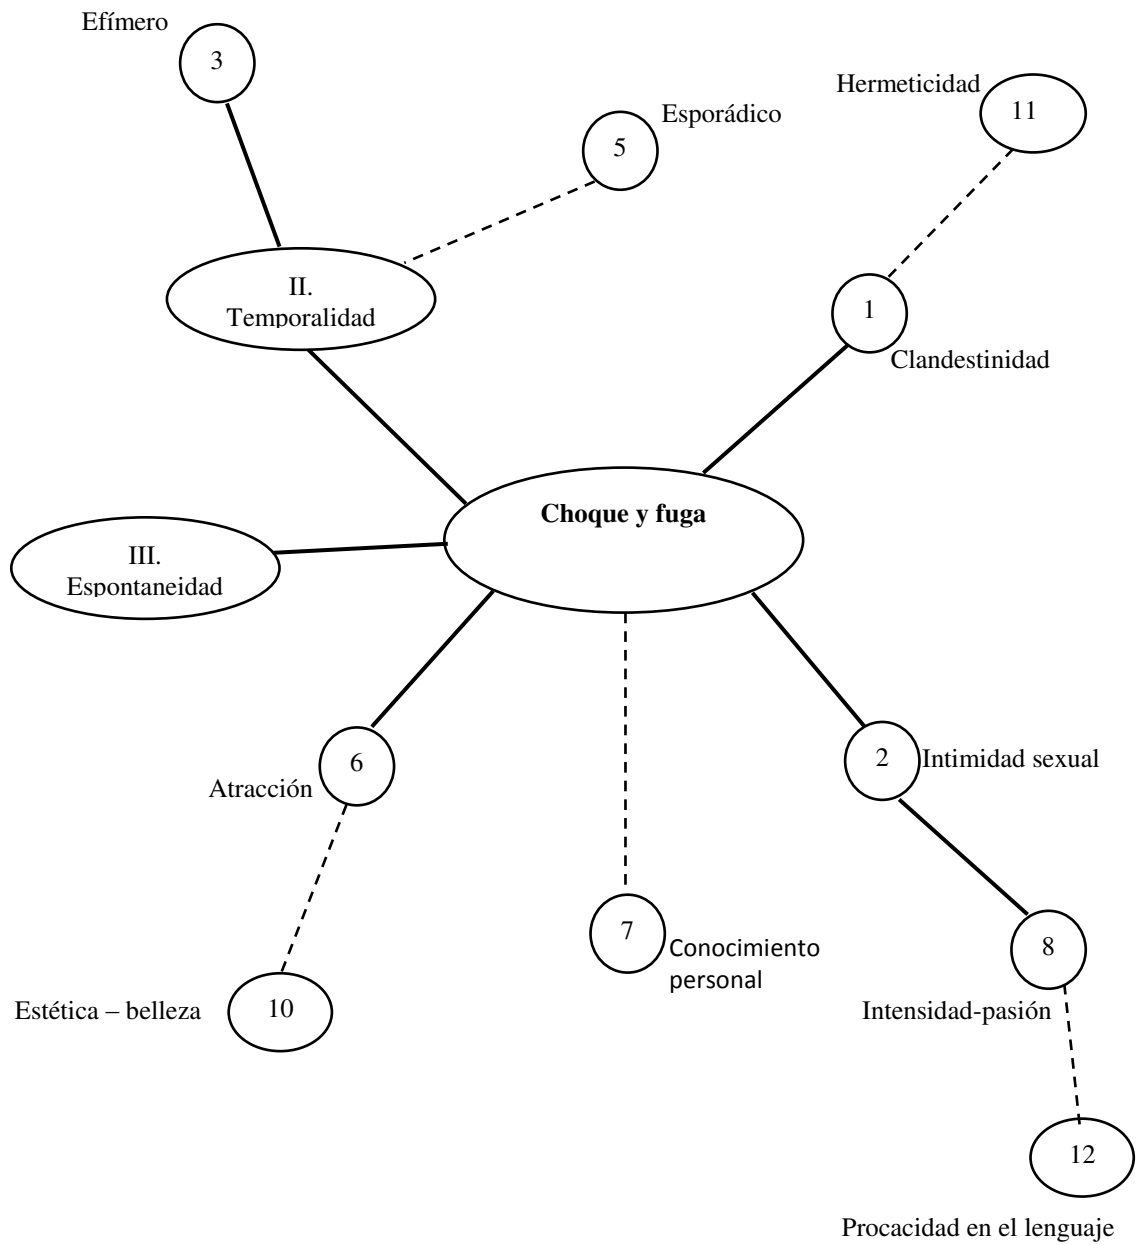 Efímero
3
Hermeticidad
11
Esporádico
5
II.
Temporalidad
1
Clandestinidad
Choque y fuga
III.
Espontaneidad
6
Atracción
2
Intimidad sexual
7
Conocimiento
personal
8
Intensidad-pasión
Estética – belleza
10
12
Procacidad en el lenguaje